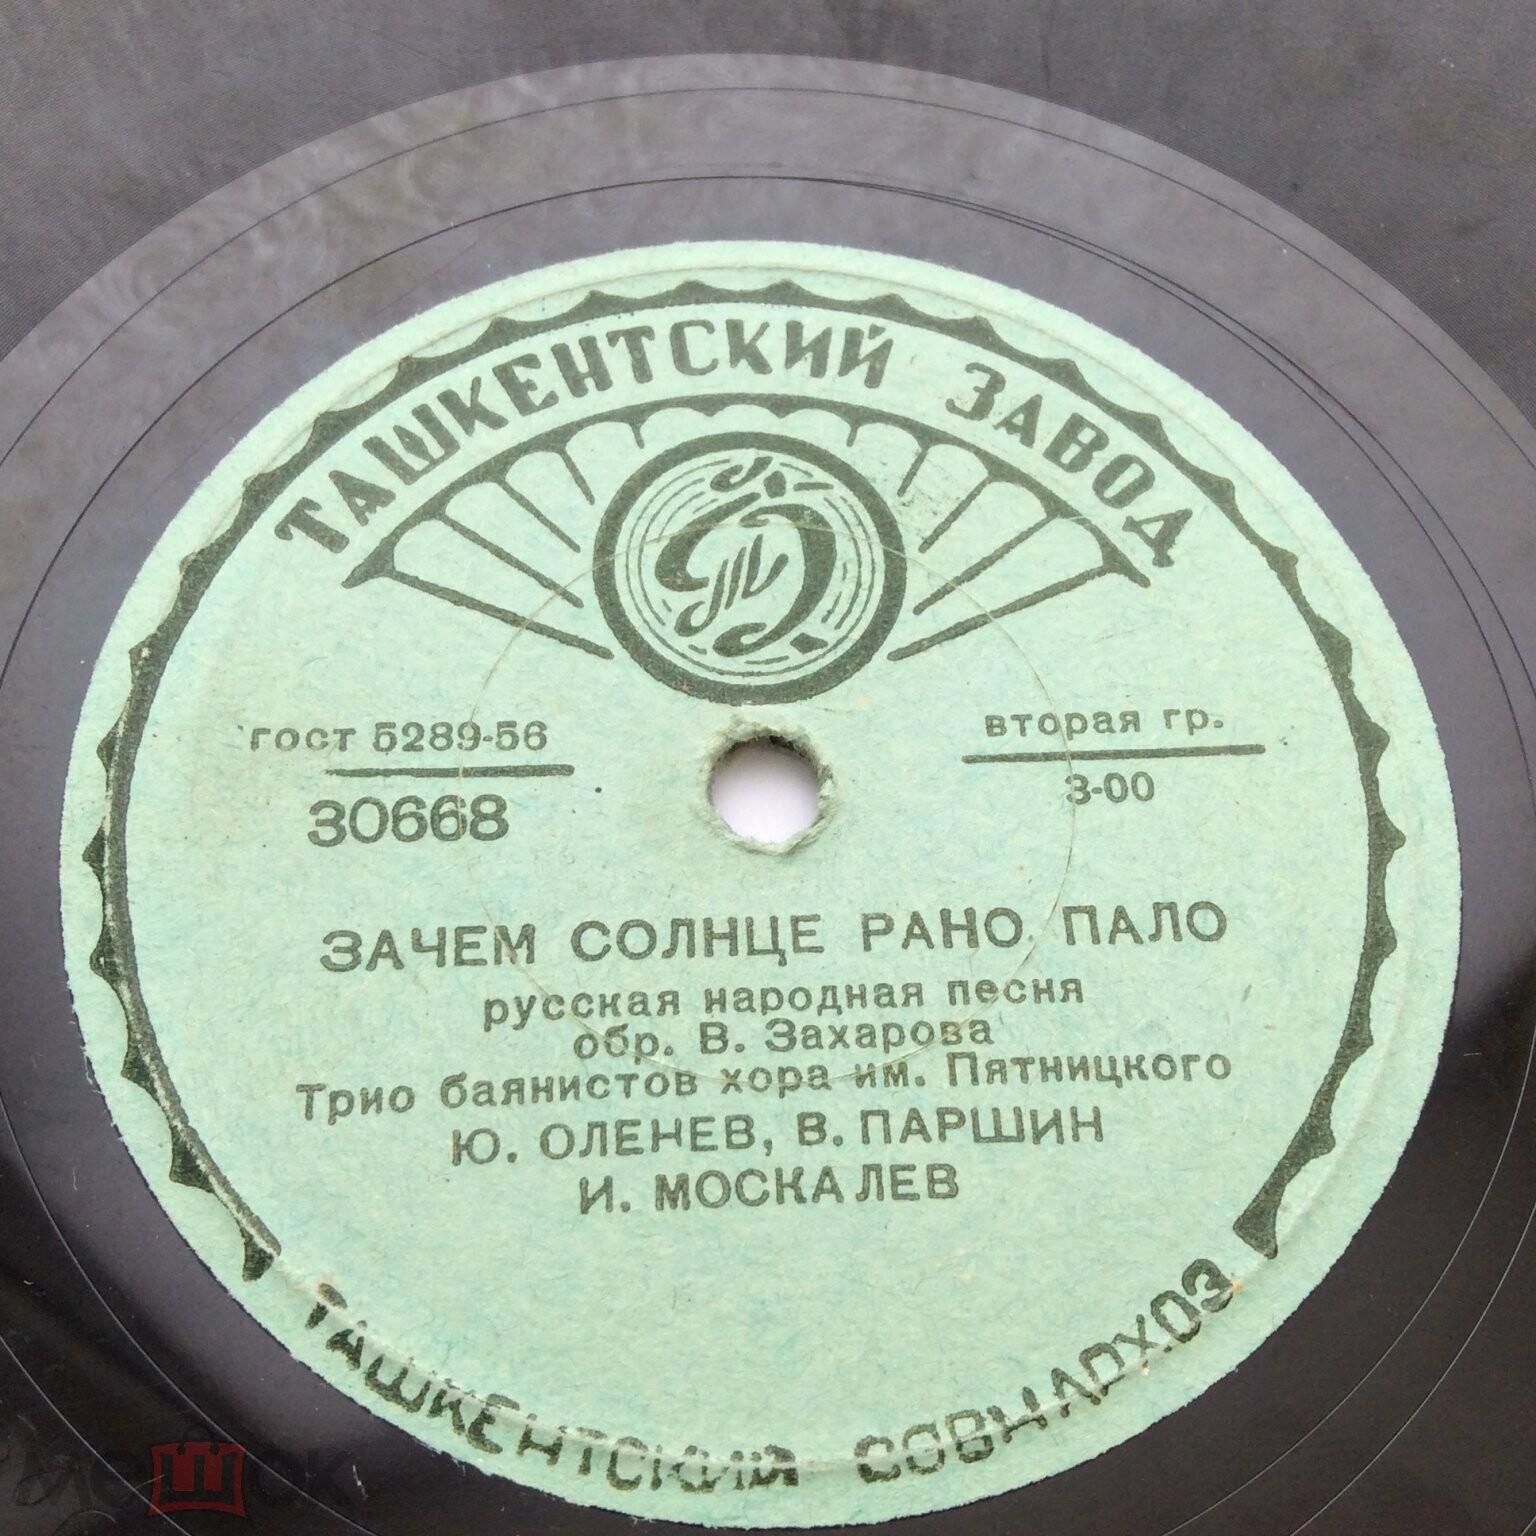 ТАШКЕНТСКИЙ ЗАВОД
гост 5289-56
30668
вторая гр.
3-00
ЗАЧЕМ СОЛНЦЕ РАНО ПАЛО
русская народная песня
обр. В. Захарова
Трио баянистов хора им. Пятницкого
Ю. ОЛЕНЕВ, В. ПАРШИН
И. МОСКАЛЕВ
ТАШКЕНТСКИЙ СОВНАРХОЗ